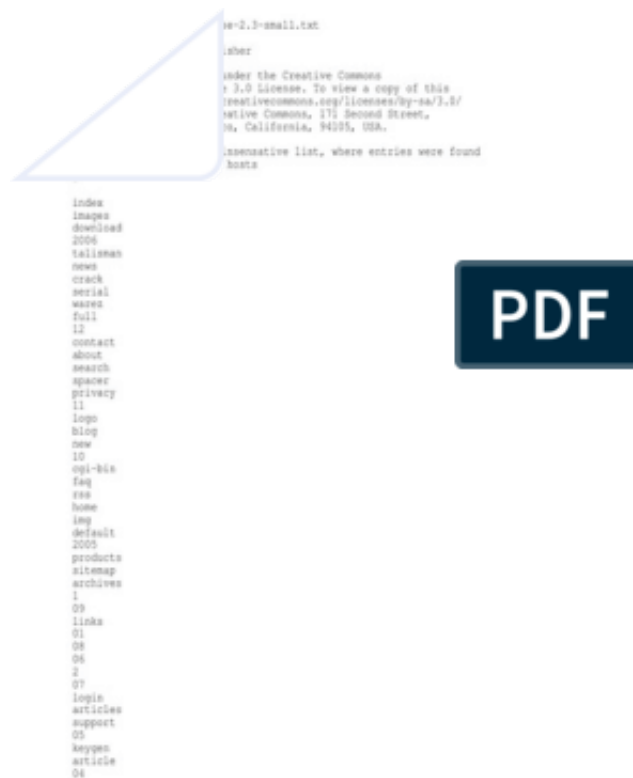 se-2.3-small.txt
isher
under the Creative Commons
e 3.0 License. To view a copy of this
creativecommons.org/licenses/by-sa/3.0/
eative Commons, 171 Second Street,
co, California, 94105, USA.
insensative list, where entries were found
hosts
index
images
download
2006
talisman
news
crack
serial
warez
full
12
contact
about
search
spacer
privacy
11
logo
blog
new
10
cgi-bin
faq
rss
home
img
default
2005
products
sitemap
archives
1
09
links
01
08
06
2
07
login
articles
support
05
keygen
article
04
PDF